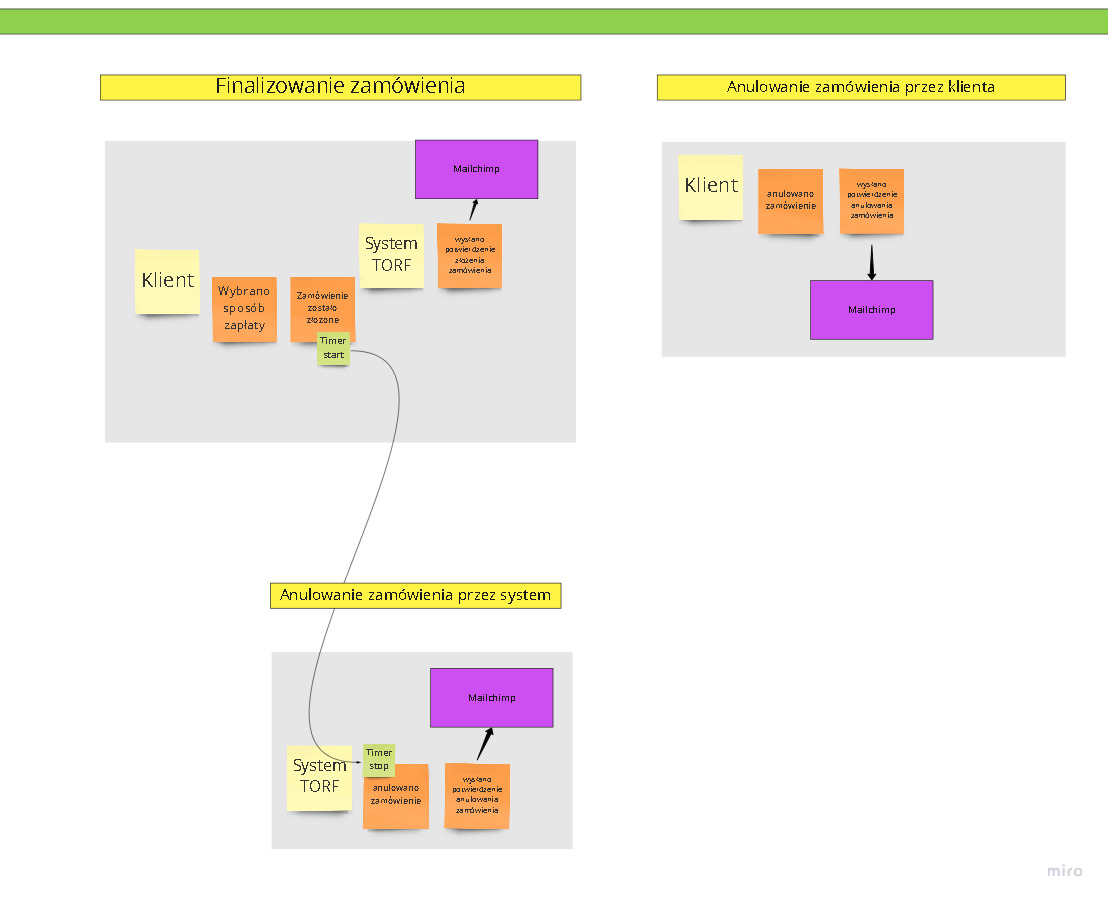 Finalizowanie zamówienia
Anulowanie zamówienia przez klienta
Mailchimp
Klient
Wybrano
sposób
zapłaty
Zamówienie
zostało
złozone
Timer
start
System
TORF
wysłano
potwierdzenie
złożenia
zamówienia
Klient
anulowano
zamówienie
wysłano
potwierdzenie
anulowania
zamówienia
Mailchimp
Anulowanie zamówienia przez system
Mailchimp
System
TORF
Timer
stop
anulowano
zamówienie
wysłano
potwierdzenie
anulowania
zamówienia
miro